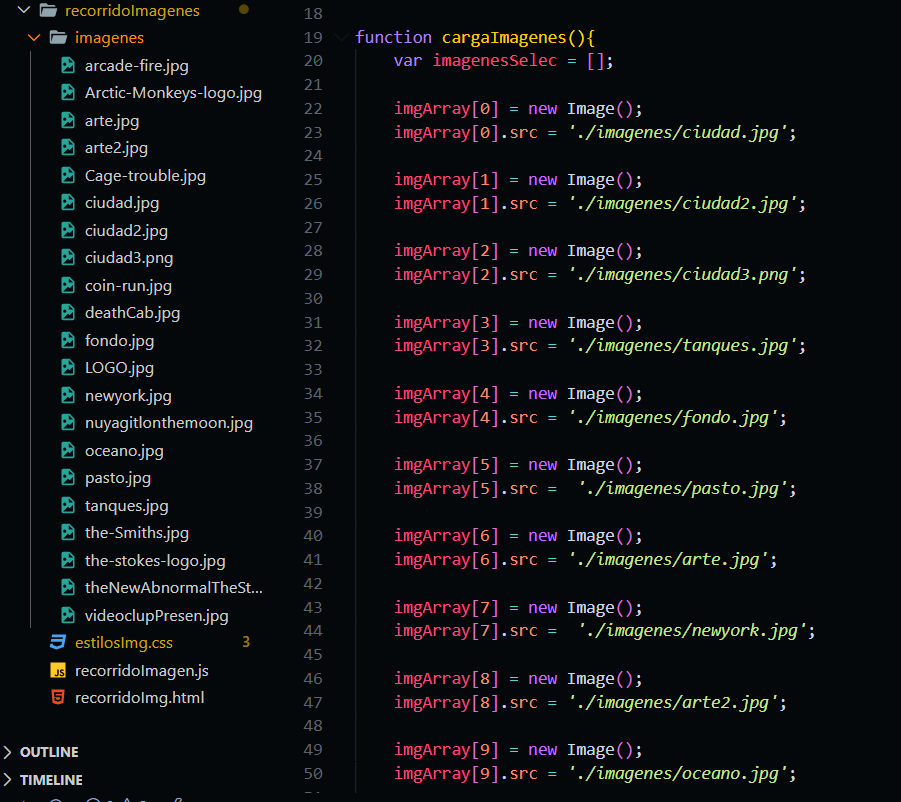 recorridoImagenes
imagenes
arcade-fire.jpg
Arctic-Monkeys-logo.jpg
arte.jpg
arte2.jpg
Cage-trouble.jpg
ciudad.jpg
ciudad2.jpg
ciudad3.png
coin-run.jpg
deathCab.jpg
fondo.jpg
LOGO.jpg
newyork.jpg
nuyagitlonthemoon.jpg
oceano.jpg
pasto.jpg
tanques.jpg
the-Smiths.jpg
the-stokes-logo.jpg
theNewAbnormalTheSt...
videoclupPresen.jpg
estilosImg.css 3
JS recorridoImagen.js
recorridoImg.html
OUTLINE
TIMELINE
18
19 function cargaImagenes(){
20 var imagenesSelec = [];
21
22 imgArray[0] = new Image();
23 imgArray[0].src = './imagenes/ciudad.jpg';
24
25 imgArray[1] = new Image();
26 imgArray[1].src = './imagenes/ciudad2.jpg';
27
28 imgArray[2] = new Image();
29 imgArray[2].src = './imagenes/ciudad3.png';
30
31 imgArray[3] = new Image();
32 imgArray[3].src = './imagenes/tanques.jpg';
33
34 imgArray[4] = new Image();
35 imgArray[4].src = './imagenes/fondo.jpg';
36
37 imgArray[5] = new Image();
38 imgArray[5].src =  './imagenes/pasto.jpg';
39
40 imgArray[6] = new Image();
41 imgArray[6].src = './imagenes/arte.jpg';
42
43 imgArray[7] = new Image();
44 imgArray[7].src =  './imagenes/newyork.jpg';
45
46 imgArray[8] = new Image();
47 imgArray[8].src = './imagenes/arte2.jpg';
48
49 imgArray[9] = new Image();
50 imgArray[9].src = './imagenes/oceano.jpg';